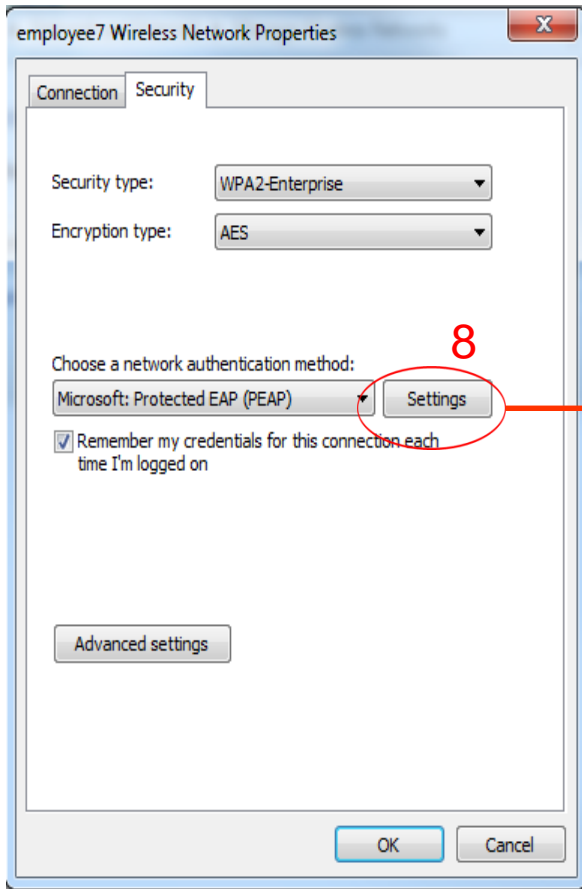 employee7 Wireless Network Properties
Connection Security
Security type: WPA2-Enterprise
Encryption type: AES
8
Choose a network authentication method:
Microsoft: Protected EAP (PEAP) Settings
Remember my credentials for this connection each
time I'm logged on
Advanced settings
OK Cancel